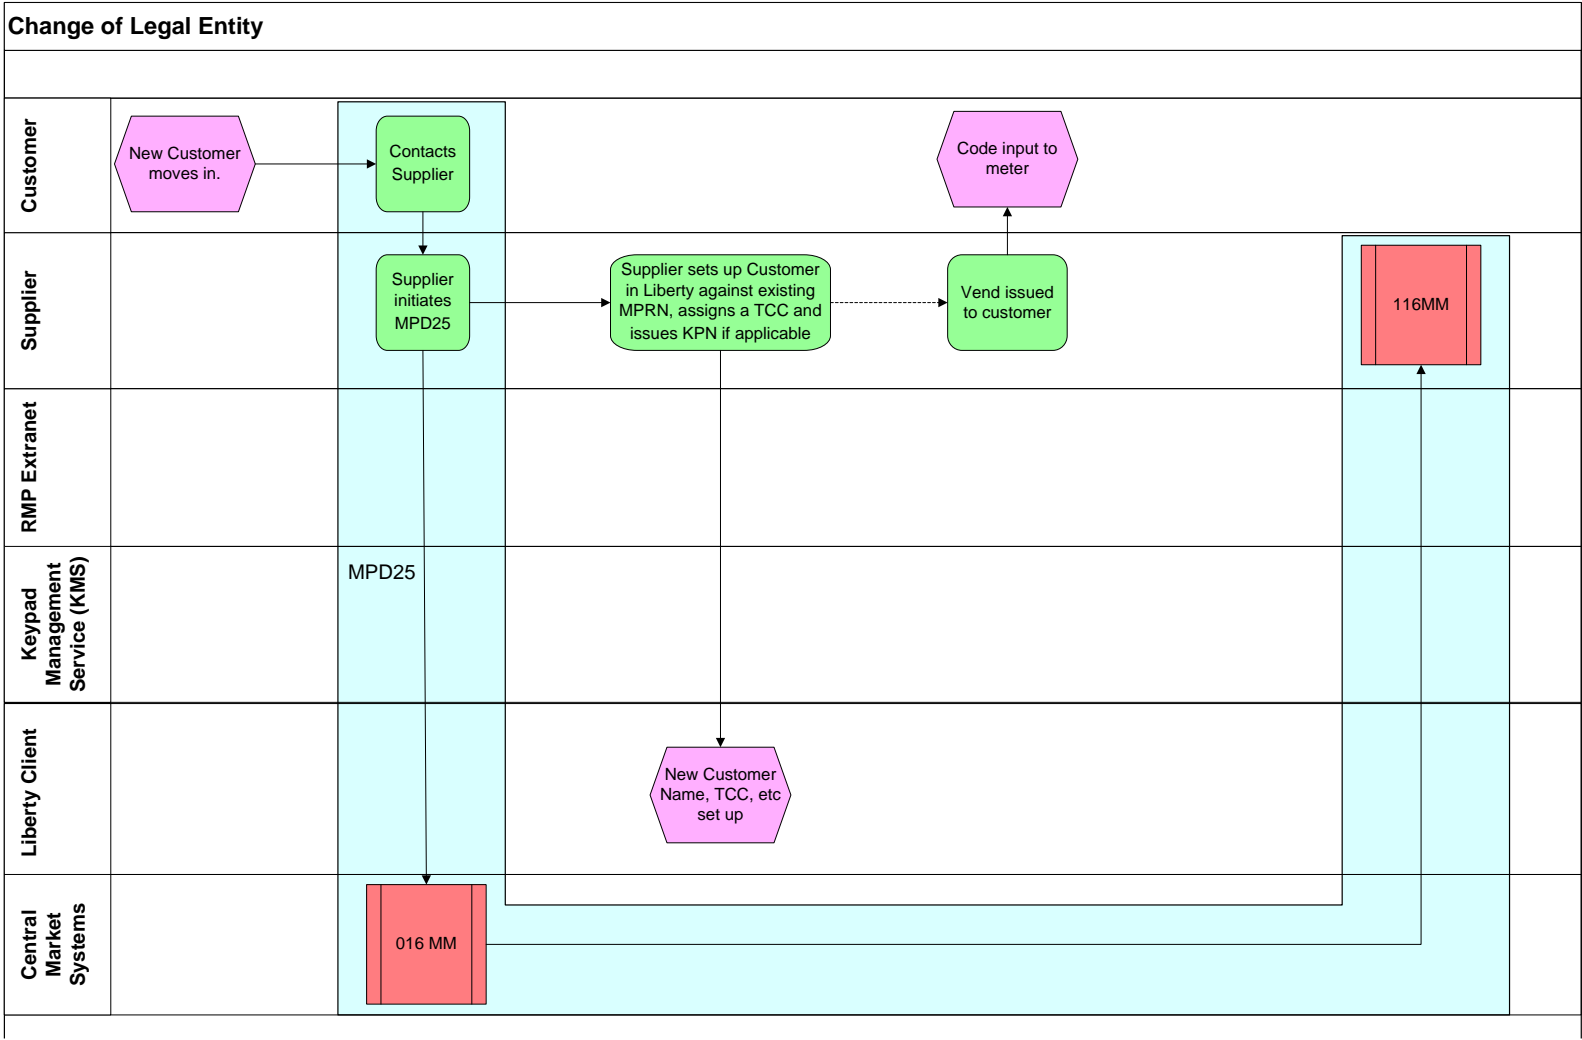 Change of Legal Entity
Customer
New Customer
moves in.
Contacts
Supplier
Code input to
meter
Supplier
Supplier
initiates
MPD25
Supplier sets up Customer
in Liberty against existing
MPRN, assigns a TCC and
issues KPN if applicable
Vend issued
to customer
116MM
RMP Extranet
Keypad
Management
Service (KMS)
MPD25
Liberty Client
New Customer
Name, TCC, etc
set up
Central
Market
Systems
016 MM